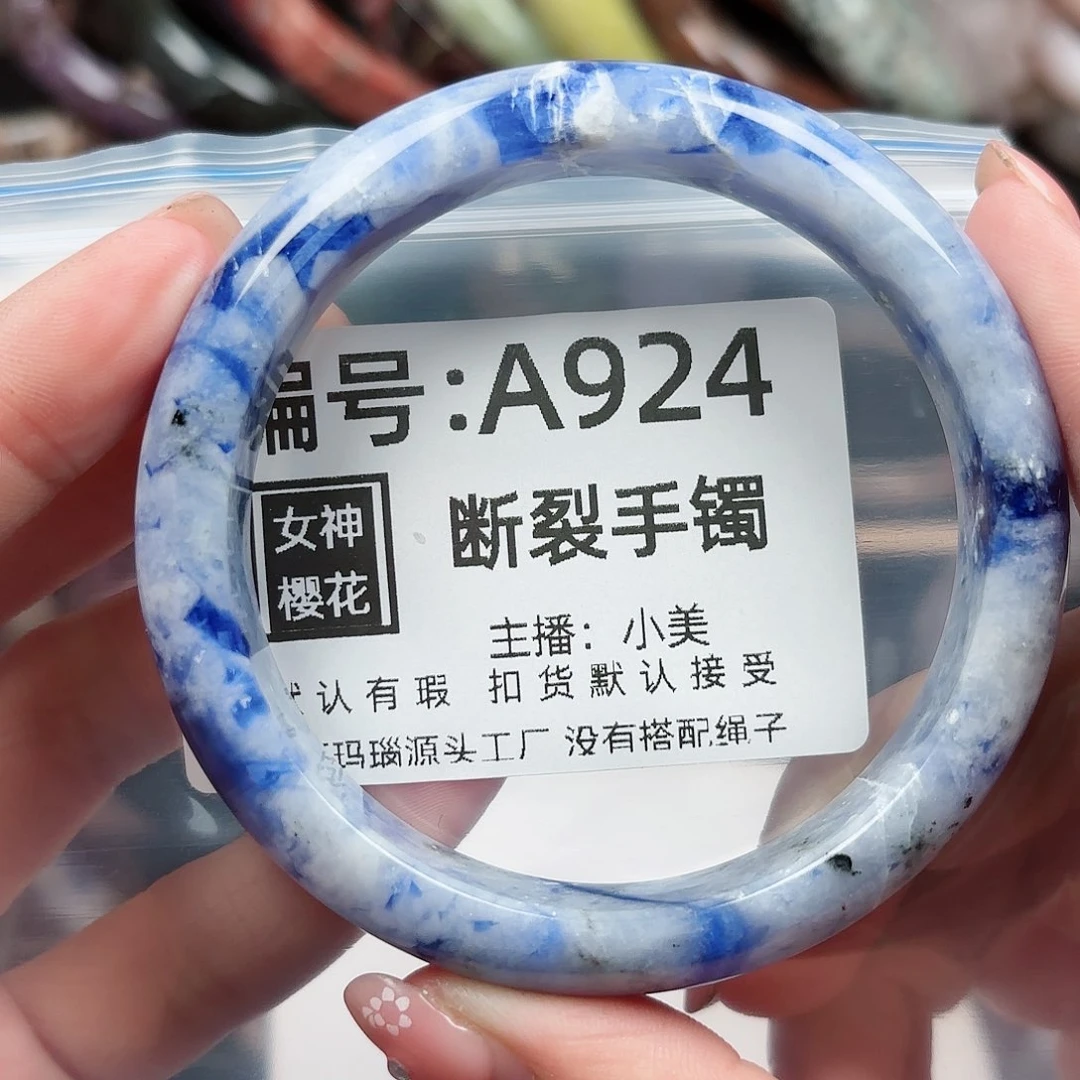 编号:A924
女神
樱花
断裂手镯
主播：小美
认有瑕 扣货默认接受
玛瑙源头工厂 没有搭配绳子